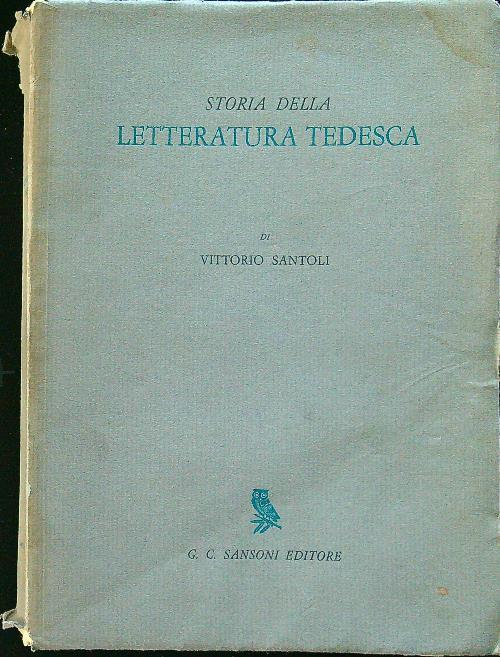 STORIA DELLA
LETTERATURA TEDESCA
DI
VITTORIO SANTOLI
G. C. SANSONI EDITORE